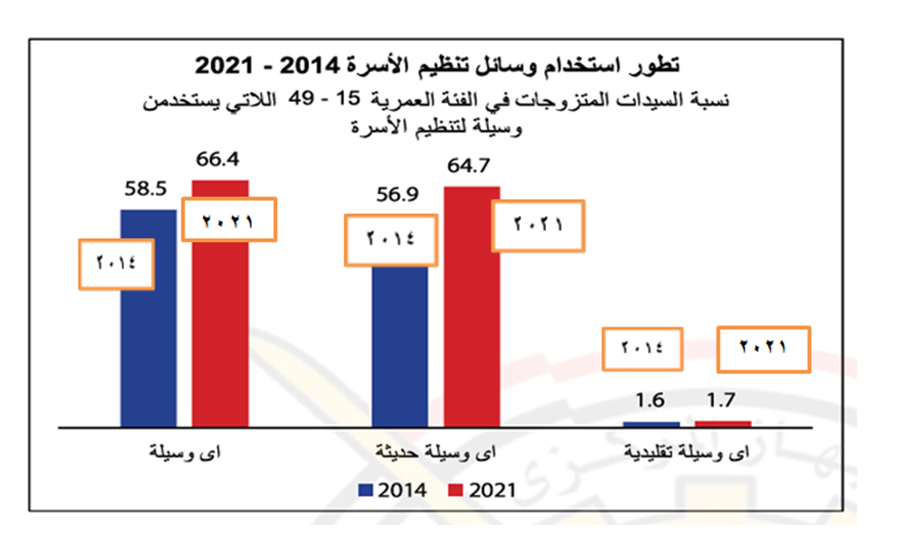 تطور استخدام وسائل تنظيم الأسرة 2014 - 2021
نسبة السيدات المتزوجات في الفئة العمرية 15 - 49 اللاتي يستخدمن
وسيلة لتنظيم الأسرة
58.5
66.4
56.9
64.7
٢٠١٤
٢٠٢١
٢٠١٤
٢٠٢١
٢٠١٤
٢٠٢١
1.6
1.7
اى وسيلة
اى وسيلة حديثة
اى وسيلة تقليدية
2014
2021